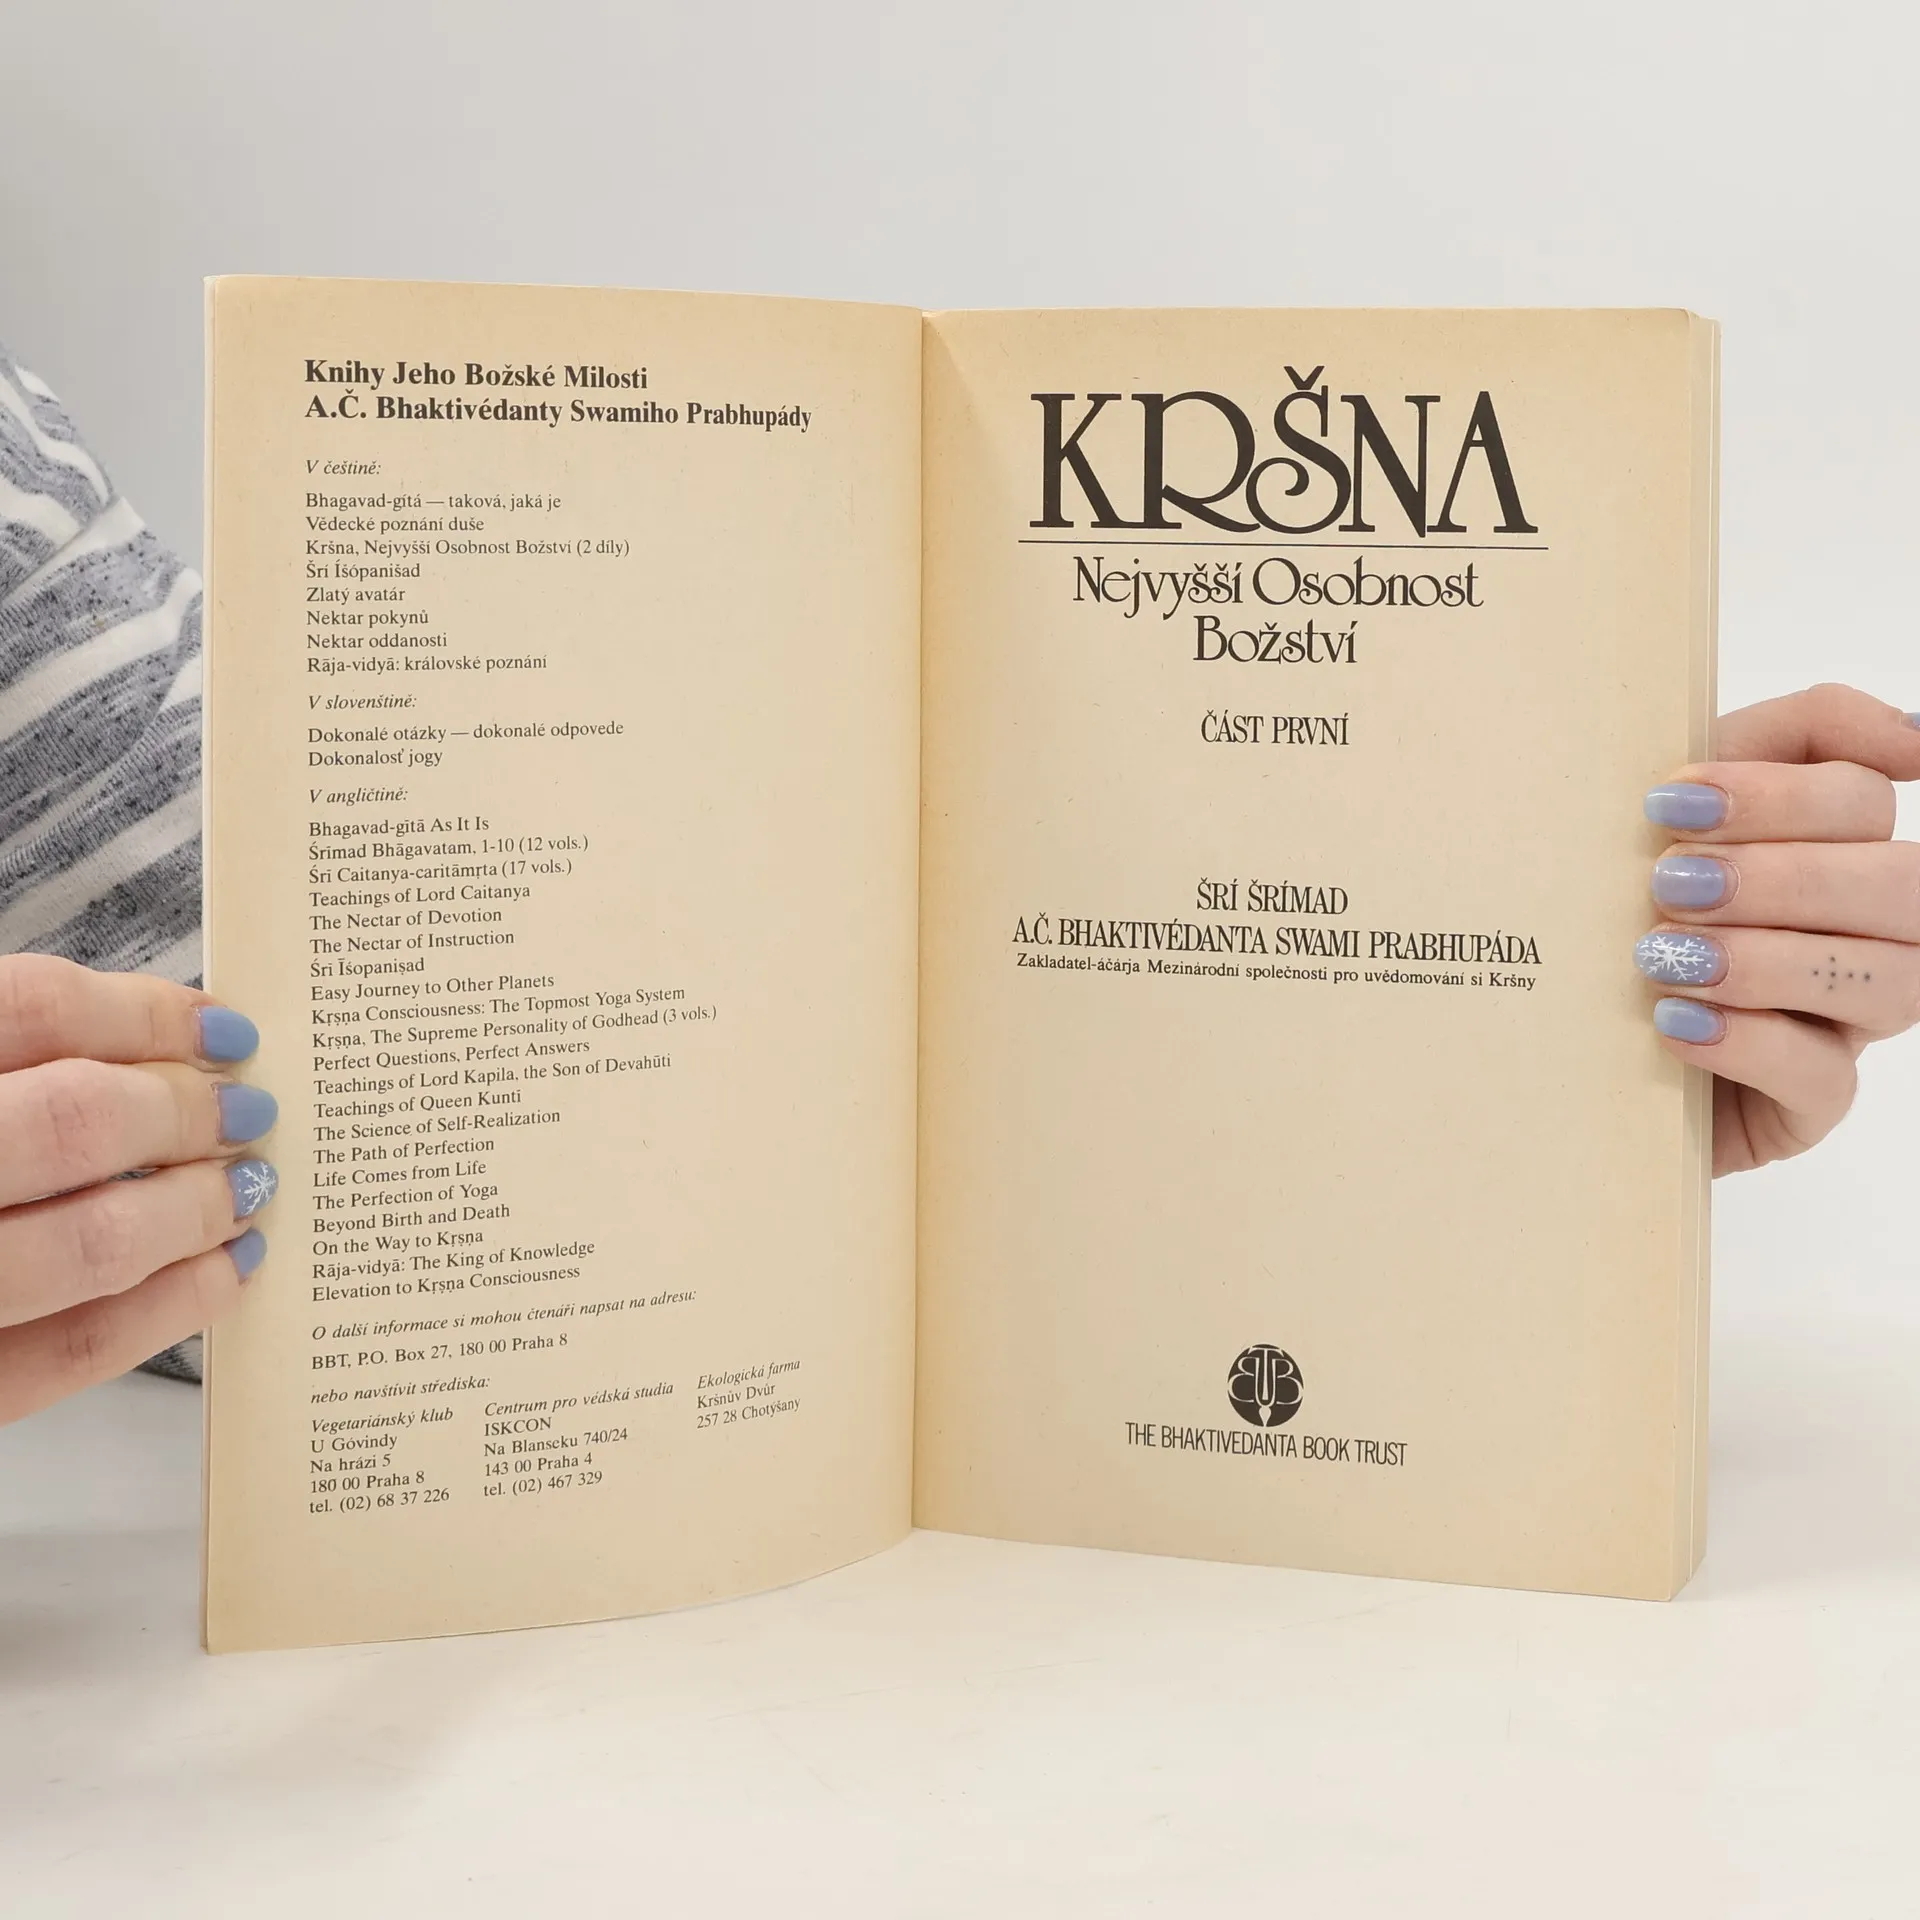 Knihy Jeho Božské Milosti
A.Č. Bhaktivédanty Swamiho Prabhupády
V češtině:
Bhagavad-gítá — taková, jaká je
Vědecké poznání duše
Kršna, Nejvyšší Osobnost Božství (2 díly)
Šrí Íšópanišad
Zlatý avatár
Nektar pokynů
Nektar oddanosti
Rāja-vidyā: královské poznání
V slovenštině:
Dokonalé otázky — dokonalé odpovede
Dokonalosť jogy
V angličtině:
Bhagavad-gītā As It Is
Śrīmad Bhāgavatam, 1-10 (12 vols.)
Śrī Caitanya-caritāmṛta (17 vols.)
Teachings of Lord Caitanya
The Nectar of Devotion
The Nectar of Instruction
Śrī Īśopaniṣad
Easy Journey to Other Planets
Kṛṣṇa Consciousness: The Topmost Yoga System
Kṛṣṇa, The Supreme Personality of Godhead (3 vols.)
Perfect Questions, Perfect Answers
Teachings of Lord Kapila, the Son of Devahūti
Teachings of Queen Kuntī
The Science of Self-Realization
The Path of Perfection
Life Comes from Life
The Perfection of Yoga
Beyond Birth and Death
On the Way to Kṛṣṇa
Rāja-vidyā: The King of Knowledge
Elevation to Kṛṣṇa Consciousness
O další informace si mohou čtenáři napsat na adresu:
BBT, P.O. Box 27, 180 00 Praha 8
nebo navštívit střediska:
Vegetariánský klub
U Góvindy
Na hrázi 5
180 00 Praha 8
tel. (02) 68 37 226
Centrum pro védská studia
ISKCON
Na Blanseku 740/24
143 00 Praha 4
tel. (02) 467 329
Ekologická farma
Kršnův Dvůr
257 28 Chotýšany
KRŠNA
Nejvyšší Osobnost
Božství
ČÁST PRVNÍ
ŠRÍ ŠRÍMAD
A.Č. BHAKTIVÉDANTA SWAMI PRABHUPÁDA
Zakladatel-áčárja Mezinárodní společnosti pro uvědomování si Kršny
BBT
THE BHAKTIVEDANTA BOOK TRUST